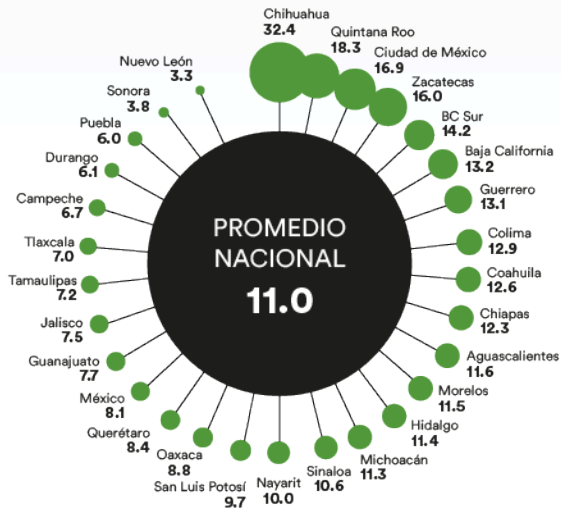 Chihuahua
32.4
Quintana Roo
18.3
Ciudad de México
16.9
Zacatecas
16.0
BC Sur
14.2
Baja California
13.2
Guerrero
13.1
Colima
12.9
Coahuila
12.6
Chiapas
12.3
Aguascalientes
11.6
Morelos
11.5
Hidalgo
11.4
Michoacán
11.3
Sinaloa
10.6
Nayarit
10.0
San Luis Potosí
9.7
Oaxaca
8.8
Querétaro
8.4
México
8.1
Guanajuato
7.7
Jalisco
7.5
Tamaulipas
7.2
Tlaxcala
7.0
Campeche
6.7
Durango
6.1
Puebla
6.0
Sonora
3.8
Nuevo León
3.3
PROMEDIO
NACIONAL
11.0